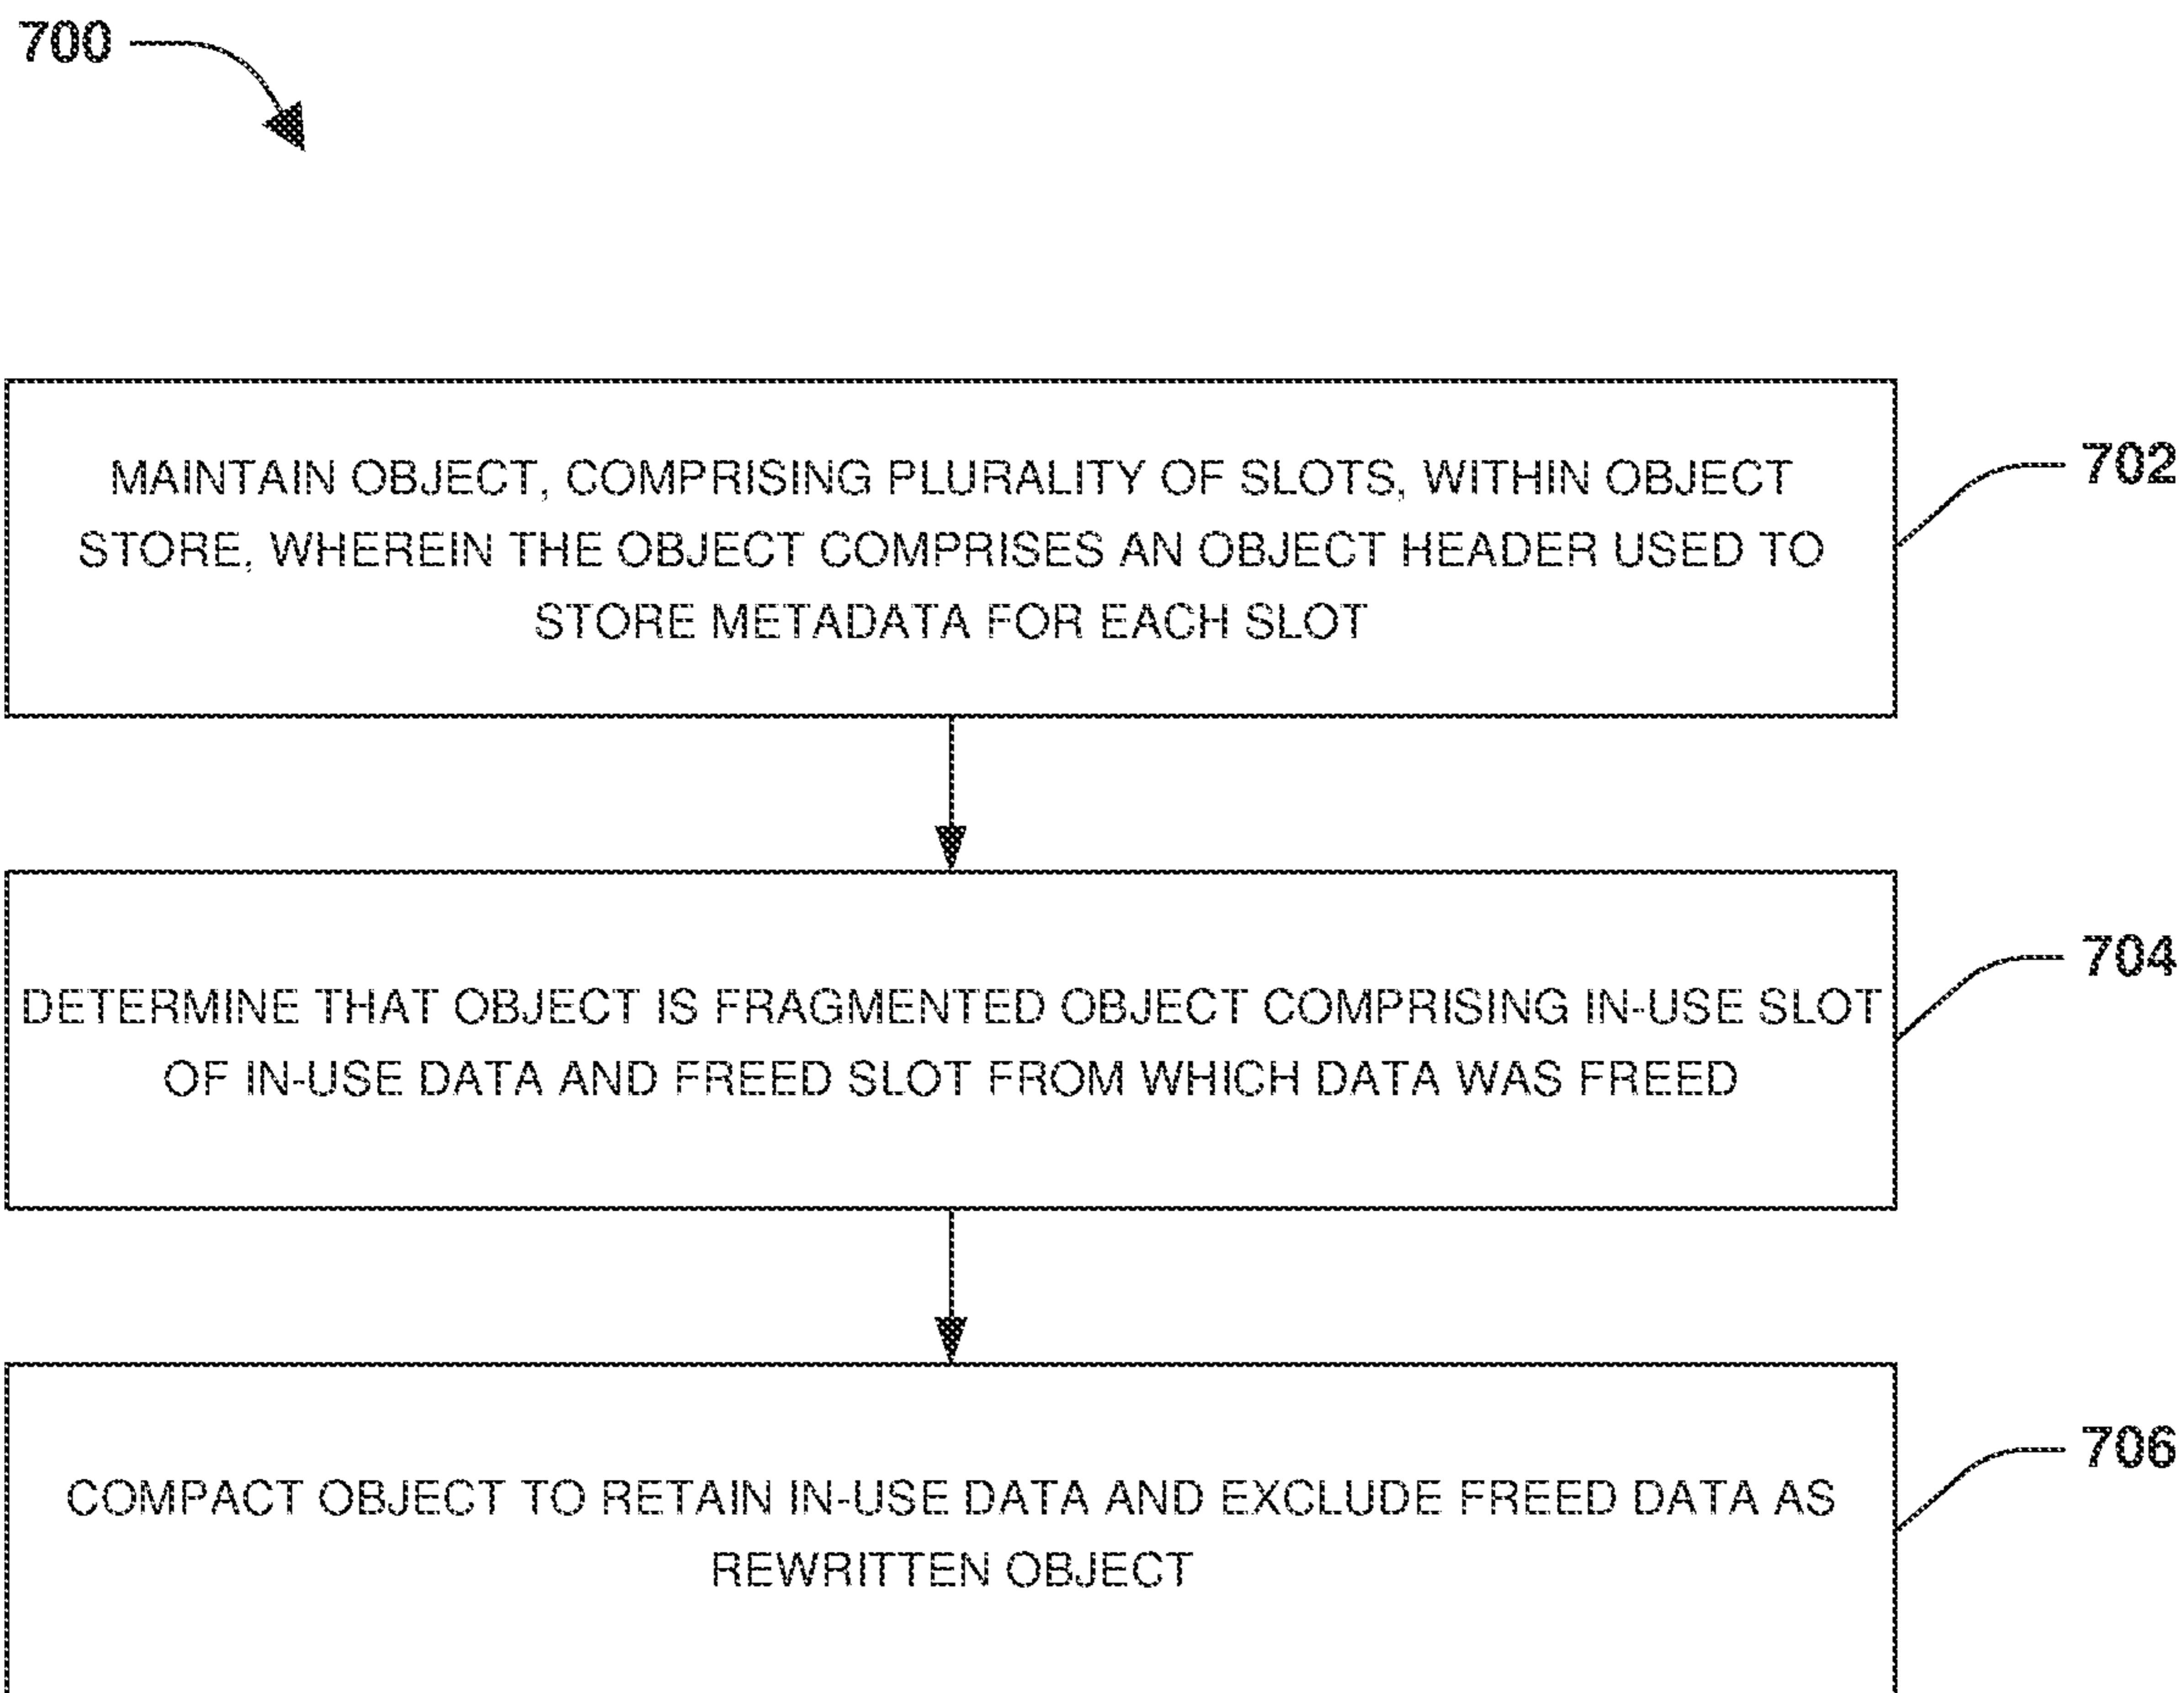 700
MAINTAIN OBJECT, COMPRISING PLURALITY OF SLOTS, WITHIN OBJECT
STORE, WHEREIN THE OBJECT COMPRISES AN OBJECT HEADER USED TO
STORE METADATA FOR EACH SLOT
702
DETERMINE THAT OBJECT IS FRAGMENTED OBJECT COMPRISING IN-USE SLOT
OF IN-USE DATA AND FREED SLOT FROM WHICH DATA WAS FREED
704
COMPACT OBJECT TO RETAIN IN-USE DATA AND EXCLUDE FREED DATA AS
REWRITTEN OBJECT
706